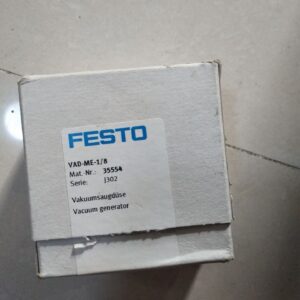 FESTO
VAD-ME-1/8
Mat. Nr.: 35554
Serie: J302
Vakuumsaugdüse
Vacuum generator